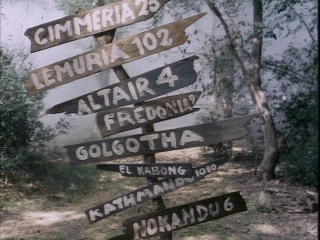 CIMMERIA 25
LEMURIA 102
ALTAIR 4
FREDONIA
GOLGOTHA
EL KABONG
KATHMANDU 1080
NOKANDU 6